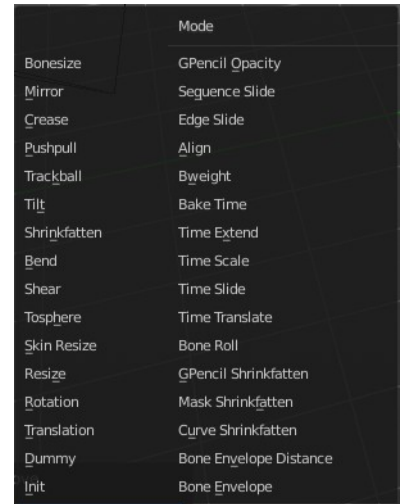 Mode
Bonesize
Mirror
Crease
Pushpull
Trackball
Tilt
Shrinkfatten
Bend
Shear
Tosphere
Skin Resize
Resize
Rotation
Translation
Dummy
Init
GPencil Opacity
Sequence Slide
Edge Slide
Align
Bweight
Bake Time
Time Extend
Time Scale
Time Slide
Time Translate
Bone Roll
GPencil Shrinkfatten
Mask Shrinkfatten
Curve Shrinkfatten
Bone Envelope Distance
Bone Envelope